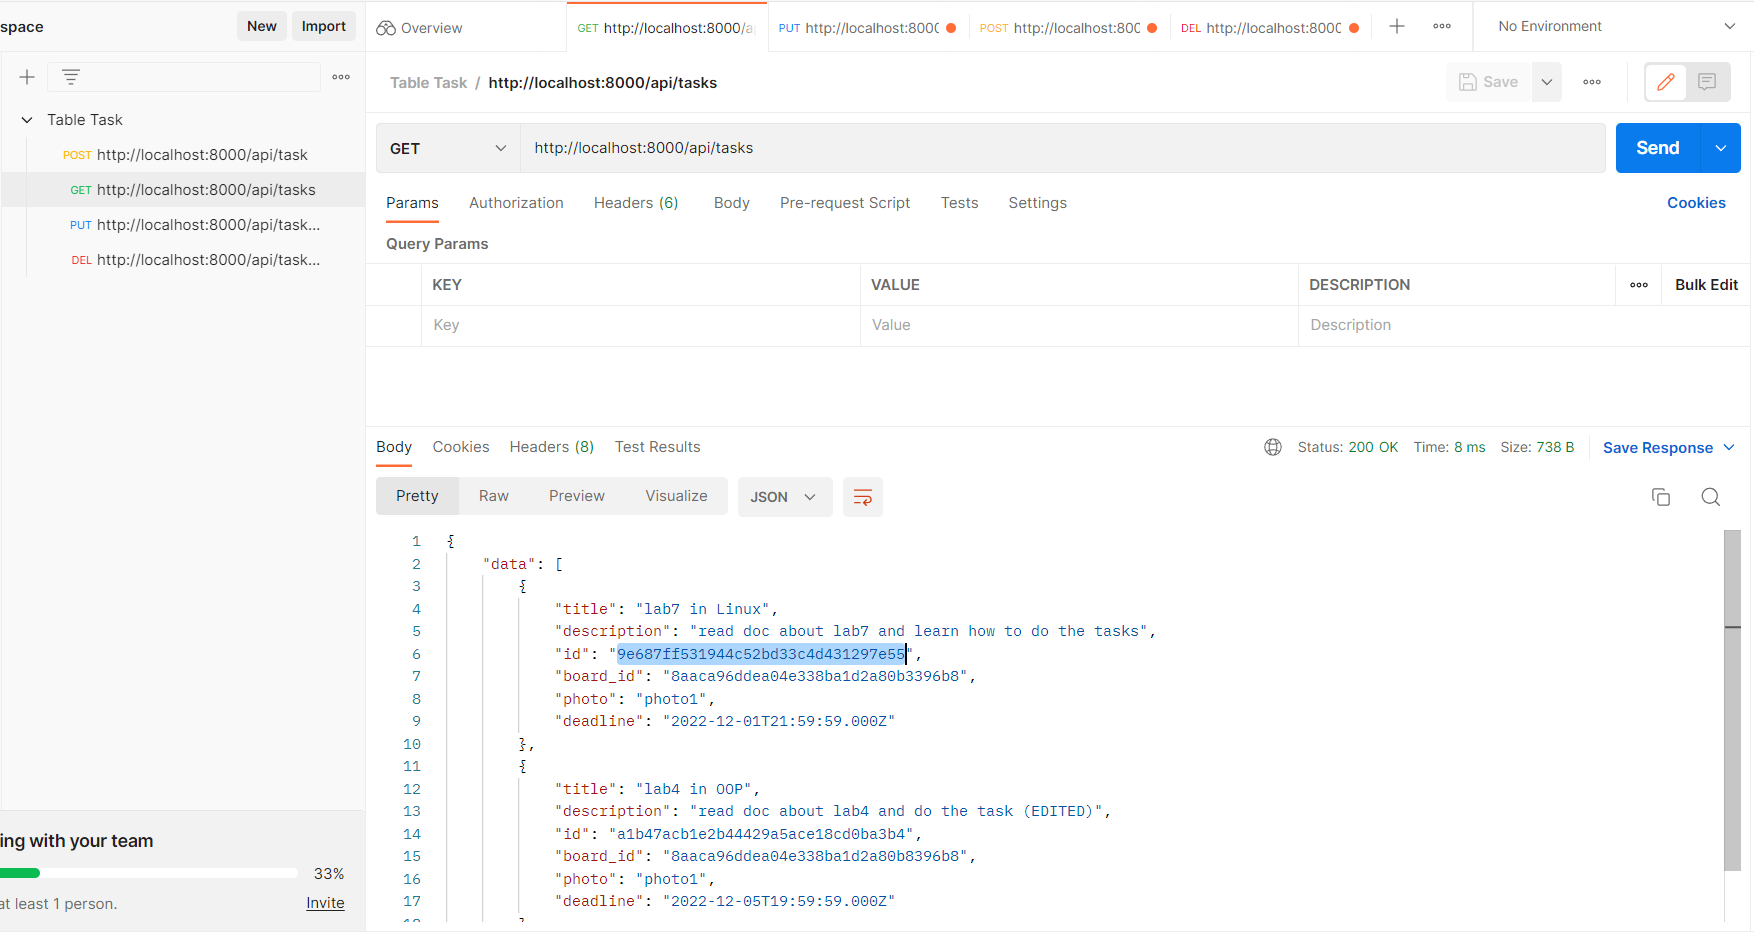 space
New
Import
Overview
GET http://localhost:8000/a
PUT http://localhost:800
POST http://localhost:800
DEL http://localhost:8000
No Environment
Table Task / http://localhost:8000/api/tasks
Save
Table Task
POST http://localhost:8000/api/task
GET http://localhost:8000/api/tasks
PUT http://localhost:8000/api/task...
DEL http://localhost:8000/api/task...
GET
http://localhost:8000/api/tasks
Send
Params Authorization Headers (6) Body Pre-request Script Tests Settings
Cookies
Query Params
KEY VALUE DESCRIPTION
Bulk Edit
Key Value Description
Body Cookies Headers (8) Test Results
Status: 200 OK Time: 8 ms Size: 738 B
Save Response
Pretty Raw Preview Visualize JSON
1 {
2 "data": [
3 {
4 "title": "lab7 in Linux",
5 "description": "read doc about lab7 and learn how to do the tasks",
6 "id": "9e687ff531944c52bd33c4d431297e55",
7 "board_id": "8aaca96ddea04e338ba1d2a80b3396b8",
8 "photo": "photo1",
9 "deadline": "2022-12-01T21:59:59.000Z"
10 },
11 {
12 "title": "lab4 in OOP",
13 "description": "read doc about lab4 and do the task (EDITED)",
14 "id": "a1b47acb1e2b44429a5ace18cd0ba3b4",
15 "board_id": "8aaca96ddea04e338ba1d2a80b8396b8",
16 "photo": "photo1",
17 "deadline": "2022-12-05T19:59:59.000Z"
ing with your team
33%
at least 1 person.
Invite